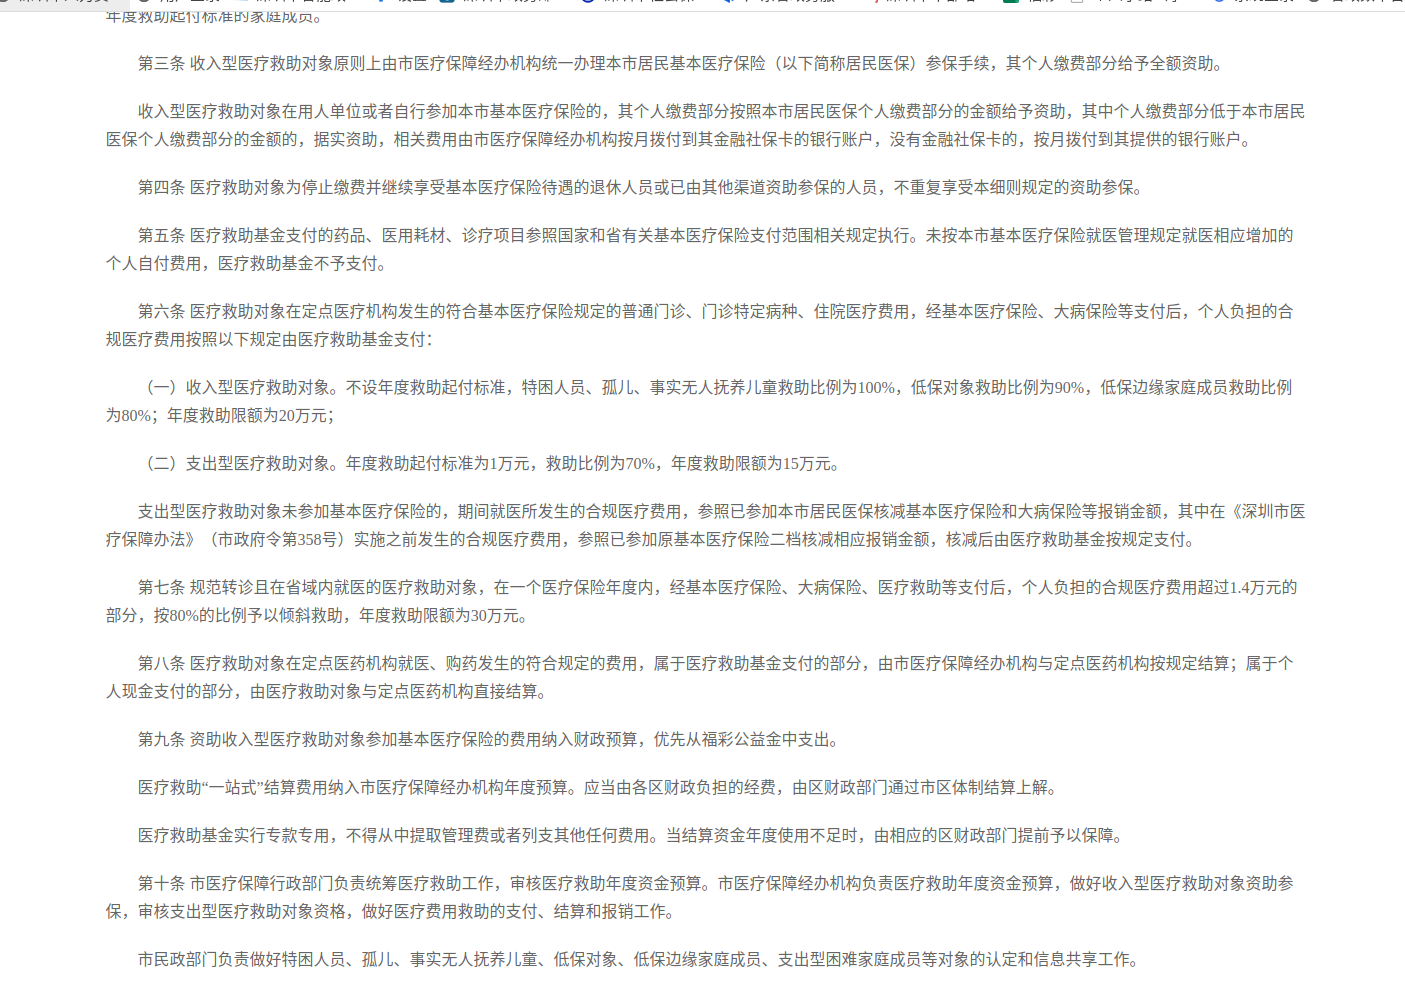 年度救助起付标准的家庭成员。
第三条 收入型医疗救助对象原则上由市医疗保障经办机构统一办理本市居民基本医疗保险（以下简称居民医保）参保手续，其个人缴费部分给予全额资助。
收入型医疗救助对象在用人单位或者自行参加本市基本医疗保险的，其个人缴费部分按照本市居民医保个人缴费部分的金额给予资助，其中个人缴费部分低于本市居民
医保个人缴费部分的金额的，据实资助，相关费用由市医疗保障经办机构按月拨付到其金融社保卡的银行账户，没有金融社保卡的，按月拨付到其提供的银行账户。
第四条 医疗救助对象为停止缴费并继续享受基本医疗保险待遇的退休人员或已由其他渠道资助参保的人员，不重复享受本细则规定的资助参保。
第五条 医疗救助基金支付的药品、医用耗材、诊疗项目参照国家和省有关基本医疗保险支付范围相关规定执行。未按本市基本医疗保险就医管理规定就医相应增加的
个人自付费用，医疗救助基金不予支付。
第六条 医疗救助对象在定点医疗机构发生的符合基本医疗保险规定的普通门诊、门诊特定病种、住院医疗费用，经基本医疗保险、大病保险等支付后，个人负担的合
规医疗费用按照以下规定由医疗救助基金支付：
（一）收入型医疗救助对象。不设年度救助起付标准，特困人员、孤儿、事实无人抚养儿童救助比例为100%，低保对象救助比例为90%，低保边缘家庭成员救助比例
为80%；年度救助限额为20万元；
（二）支出型医疗救助对象。年度救助起付标准为1万元，救助比例为70%，年度救助限额为15万元。
支出型医疗救助对象未参加基本医疗保险的，期间就医所发生的合规医疗费用，参照已参加本市居民医保核减基本医疗保险和大病保险等报销金额，其中在《深圳市医
疗保障办法》（市政府令第358号）实施之前发生的合规医疗费用，参照已参加原基本医疗保险二档核减相应报销金额，核减后由医疗救助基金按规定支付。
第七条 规范转诊且在省域内就医的医疗救助对象，在一个医疗保险年度内，经基本医疗保险、大病保险、医疗救助等支付后，个人负担的合规医疗费用超过1.4万元的
部分，按80%的比例予以倾斜救助，年度救助限额为30万元。
第八条 医疗救助对象在定点医药机构就医、购药发生的符合规定的费用，属于医疗救助基金支付的部分，由市医疗保障经办机构与定点医药机构按规定结算；属于个
人现金支付的部分，由医疗救助对象与定点医药机构直接结算。
第九条 资助收入型医疗救助对象参加基本医疗保险的费用纳入财政预算，优先从福彩公益金中支出。
医疗救助“一站式”结算费用纳入市医疗保障经办机构年度预算。应当由各区财政负担的经费，由区财政部门通过市区体制结算上解。
医疗救助基金实行专款专用，不得从中提取管理费或者列支其他任何费用。当结算资金年度使用不足时，由相应的区财政部门提前予以保障。
第十条 市医疗保障行政部门负责统筹医疗救助工作，审核医疗救助年度资金预算。市医疗保障经办机构负责医疗救助年度资金预算，做好收入型医疗救助对象资助参
保，审核支出型医疗救助对象资格，做好医疗费用救助的支付、结算和报销工作。
市民政部门负责做好特困人员、孤儿、事实无人抚养儿童、低保对象、低保边缘家庭成员、支出型困难家庭成员等对象的认定和信息共享工作。